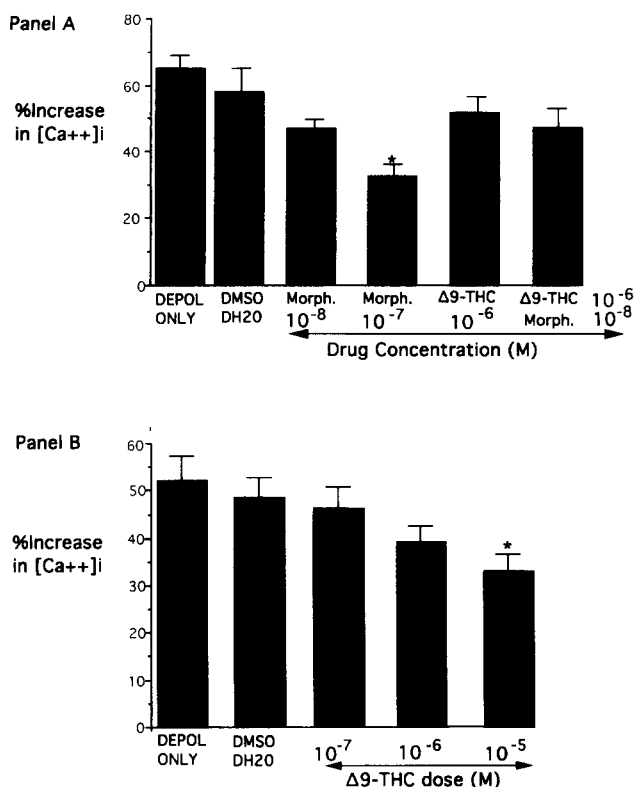 Panel A
80
60
40
20
0
%Increase
in [Ca++]i
*
DEPOL
ONLY
DMSO
DH20
Morph.
10-8
Morph.
10-7
Δ9-THC
10-6
Δ9-THC 10-6
Morph. 10-8
Drug Concentration (M)
Panel B
60
50
40
30
20
10
0
%Increase
in [Ca++]i
*
DEPOL
ONLY
DMSO
DH20
10-7
10-6
10-5
Δ9-THC dose (M)